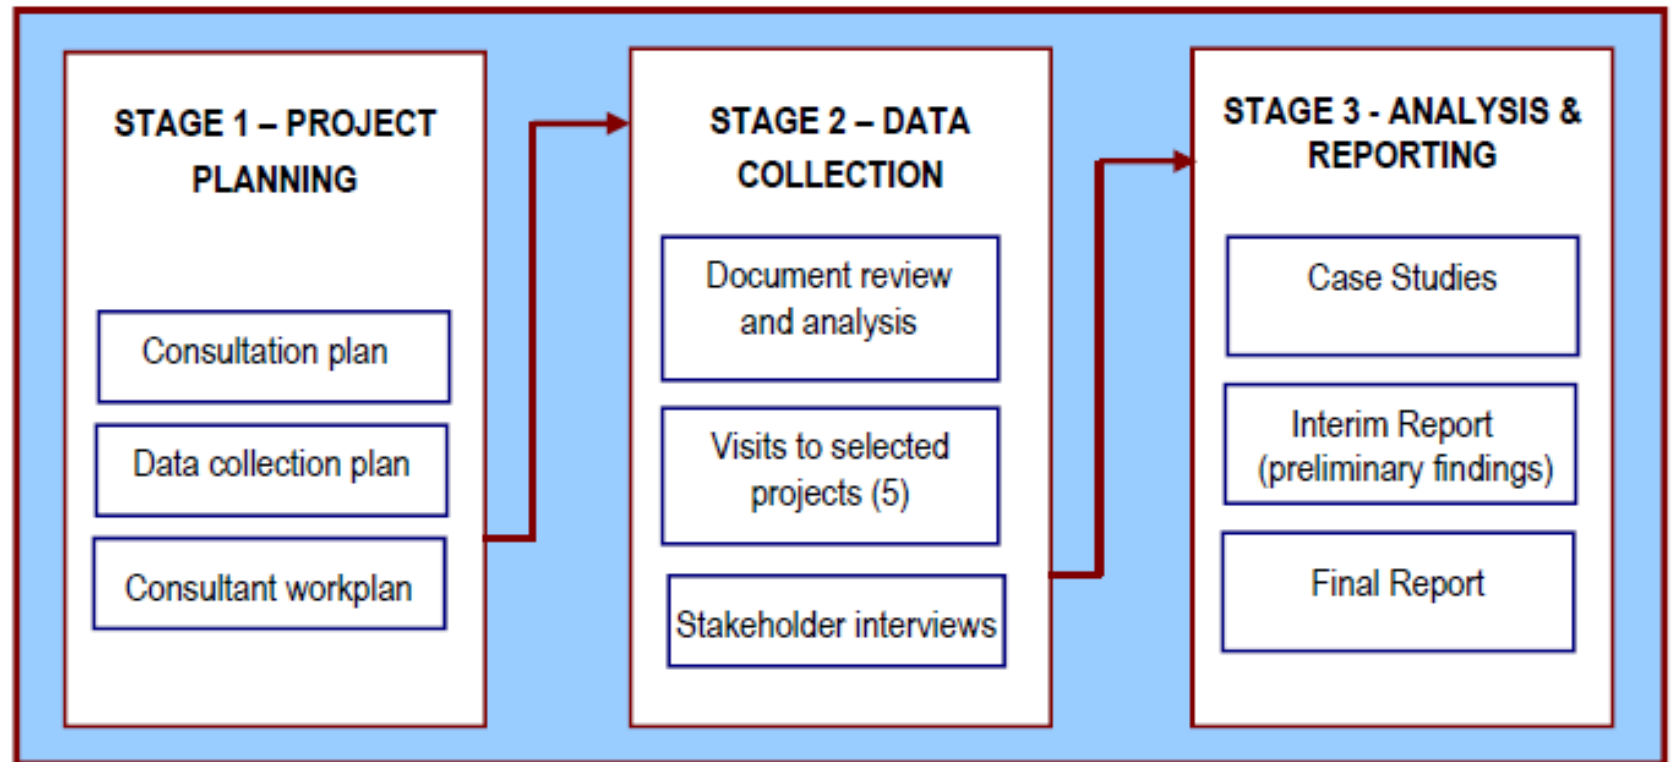 STAGE 1 – PROJECT
PLANNING
Consultation plan
Data collection plan
Consultant workplan
STAGE 2 – DATA
COLLECTION
Document review
and analysis
Visits to selected
projects (5)
Stakeholder interviews
STAGE 3 - ANALYSIS &
REPORTING
Case Studies
Interim Report
(preliminary findings)
Final Report